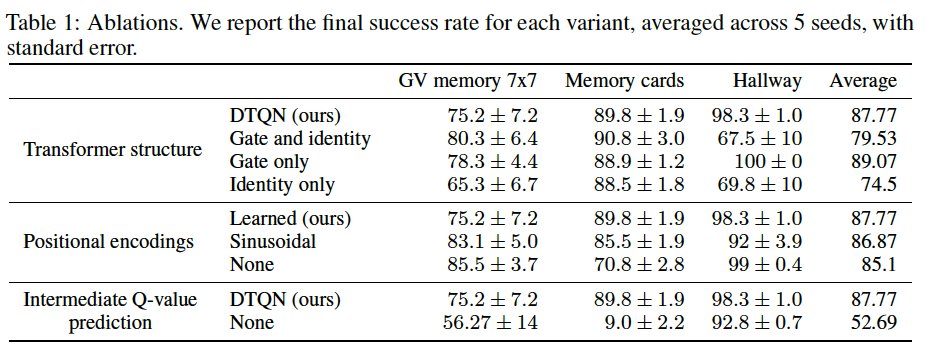 Table 1: Ablations. We report the final success rate for each variant, averaged across 5 seeds, with
standard error.
GV memory 7x7 Memory cards Hallway Average
Transformer structure
DTQN (ours) 75.2 ± 7.2 89.8 ± 1.9 98.3 ± 1.0 87.77
Gate and identity 80.3 ± 6.4 90.8 ± 3.0 67.5 ± 10 79.53
Gate only 78.3 ± 4.4 88.9 ± 1.2 100 ± 0 89.07
Identity only 65.3 ± 6.7 88.5 ± 1.8 69.8 ± 10 74.5
Positional encodings
Learned (ours) 75.2 ± 7.2 89.8 ± 1.9 98.3 ± 1.0 87.77
Sinusoidal 83.1 ± 5.0 85.5 ± 1.9 92 ± 3.9 86.87
None 85.5 ± 3.7 70.8 ± 2.8 99 ± 0.4 85.1
Intermediate Q-value
prediction
DTQN (ours) 75.2 ± 7.2 89.8 ± 1.9 98.3 ± 1.0 87.77
None 56.27 ± 14 9.0 ± 2.2 92.8 ± 0.7 52.69